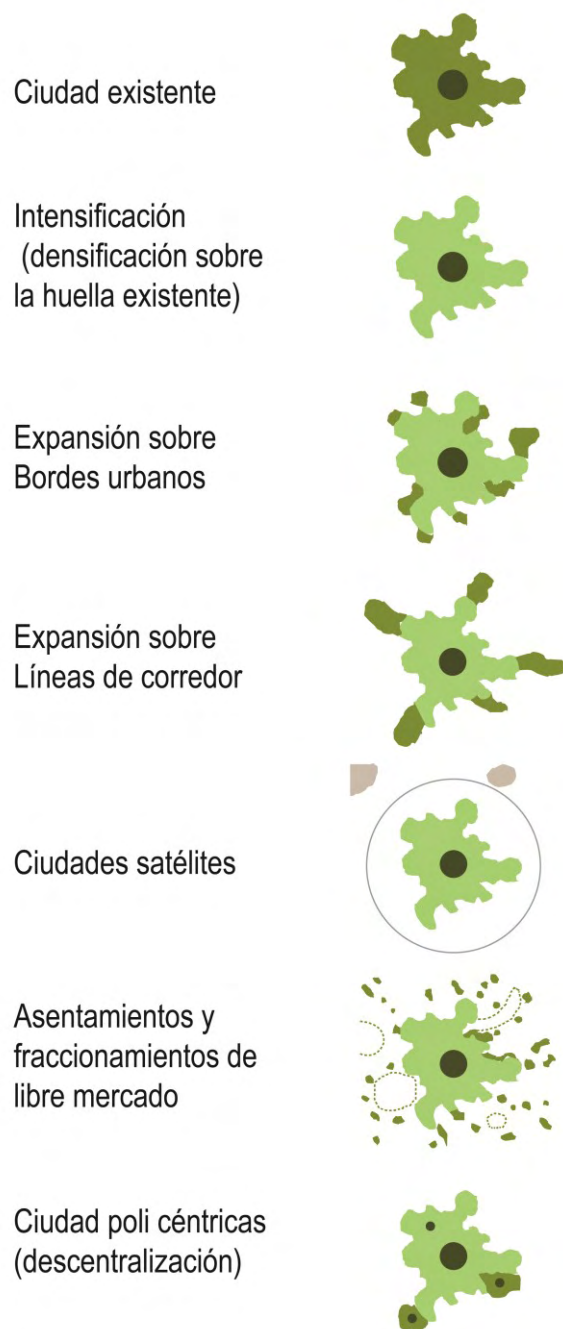 Ciudad existente
Intensificación
(densificación sobre
la huella existente)
Expansión sobre
Bordes urbanos
Expansión sobre
Líneas de corredor
Ciudades satélites
Asentamientos y
fraccionamientos de
libre mercado
Ciudad poli céntricas
(descentralización)